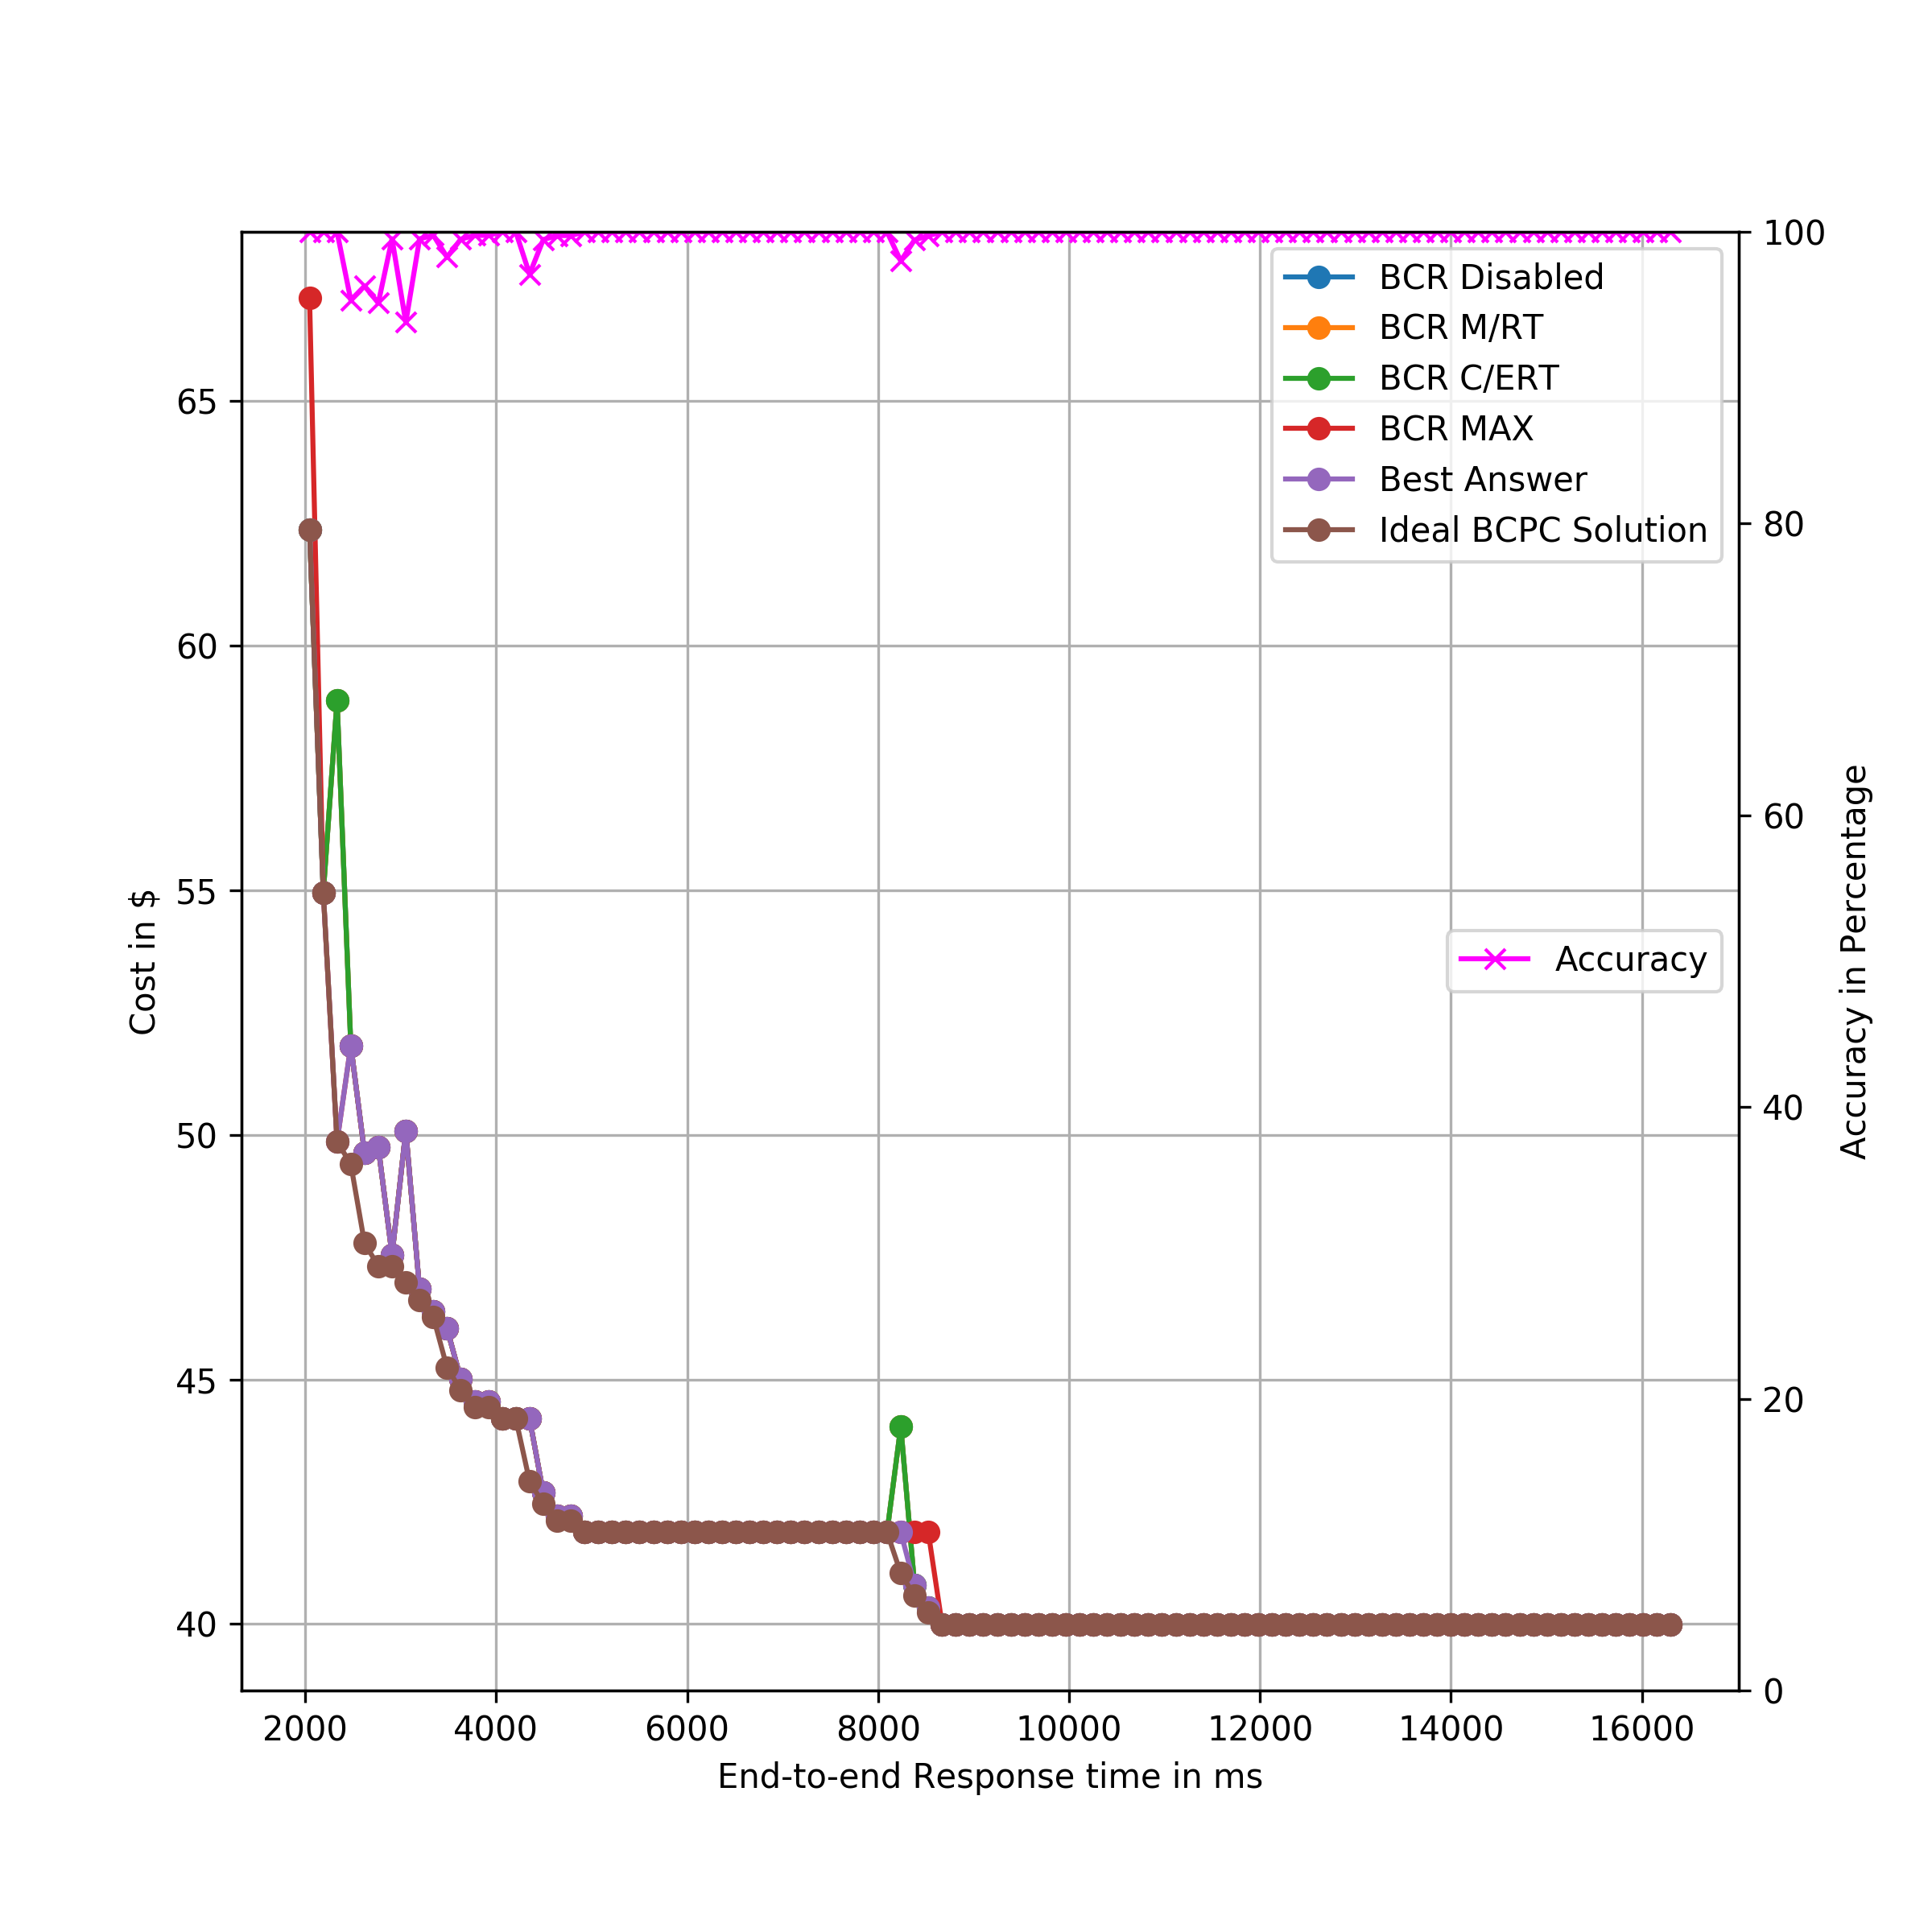 100
BCR Disabled
BCR M/RT
BCR C/ERT
65
BCR MAX
Best Answer
80
Ideal BCPC Solution
60
60
55
Cost in $
Accuracy
Accuracy in Percentage
50
40
45
20
40
0
2000 4000 6000 8000 10000 12000 14000 16000
End-to-end Response time in ms